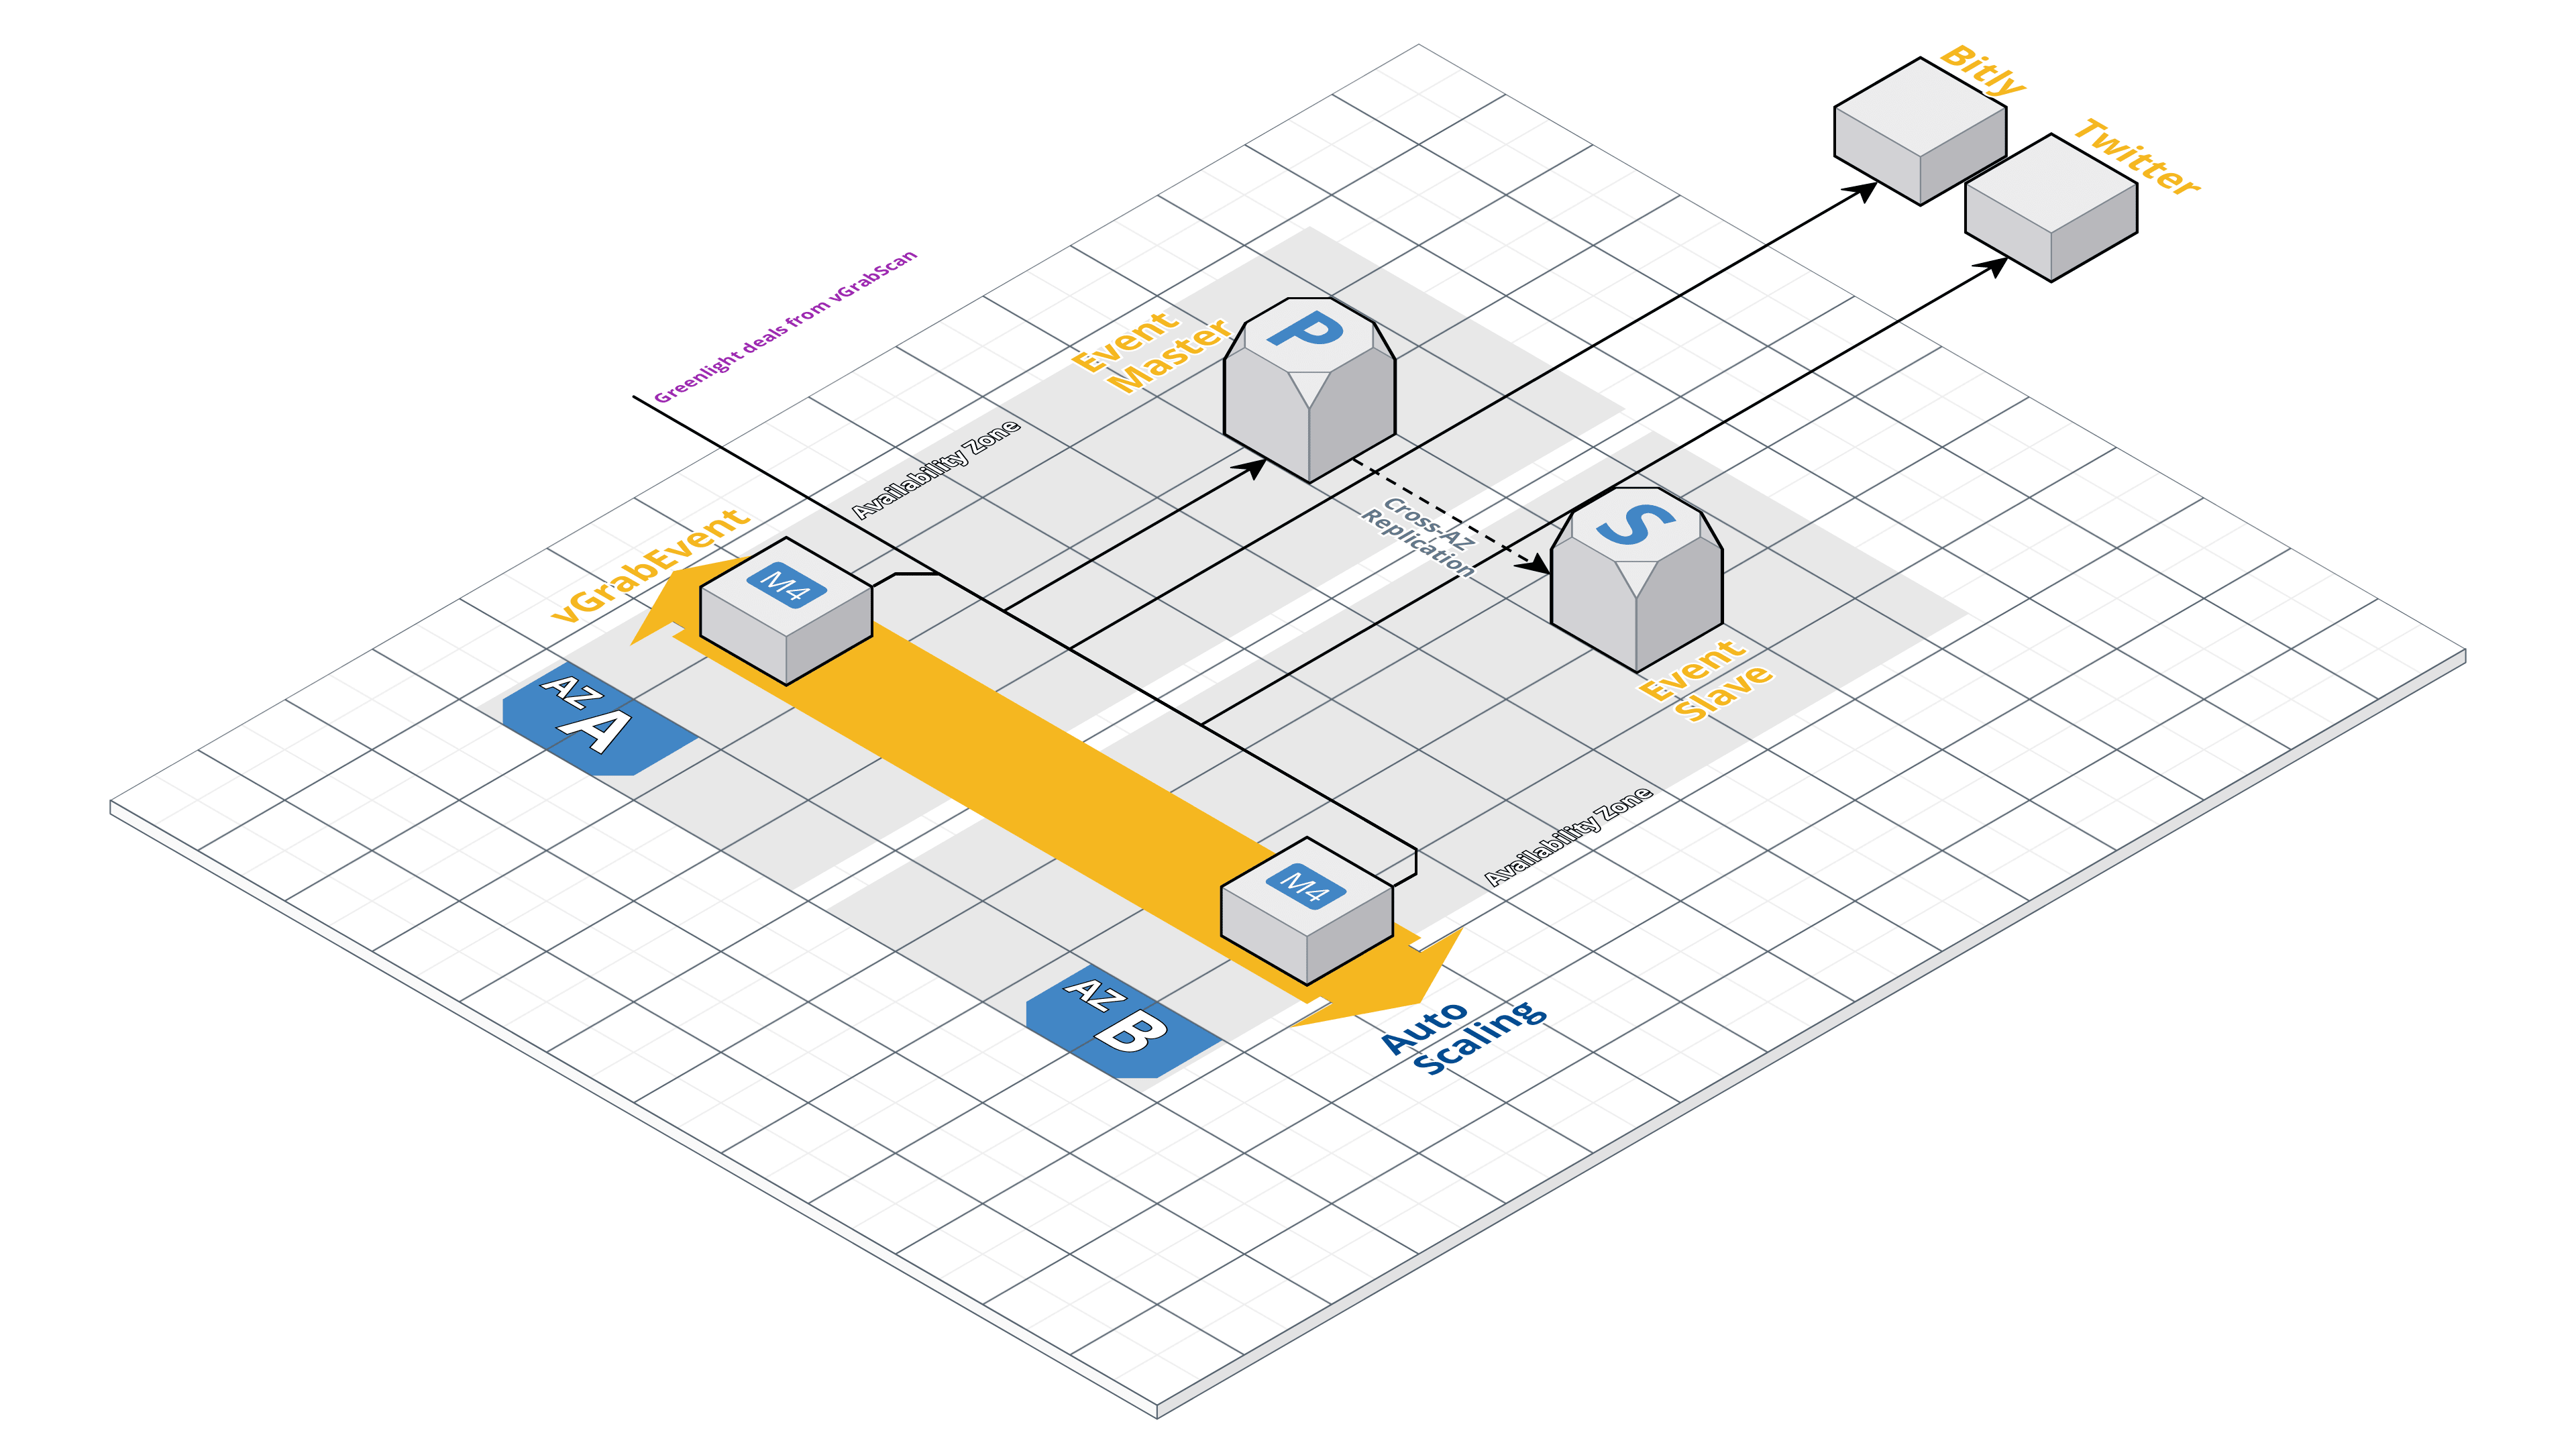 Bitly
Twitter
Greenlight deals from vGrabScan
Event
Master
P
Availability Zone
Cross-AZ
Replication
S
vGrabEvent
M4
Event
Slave
AZ
A
Availability Zone
M4
AZ
B
Auto
Scaling